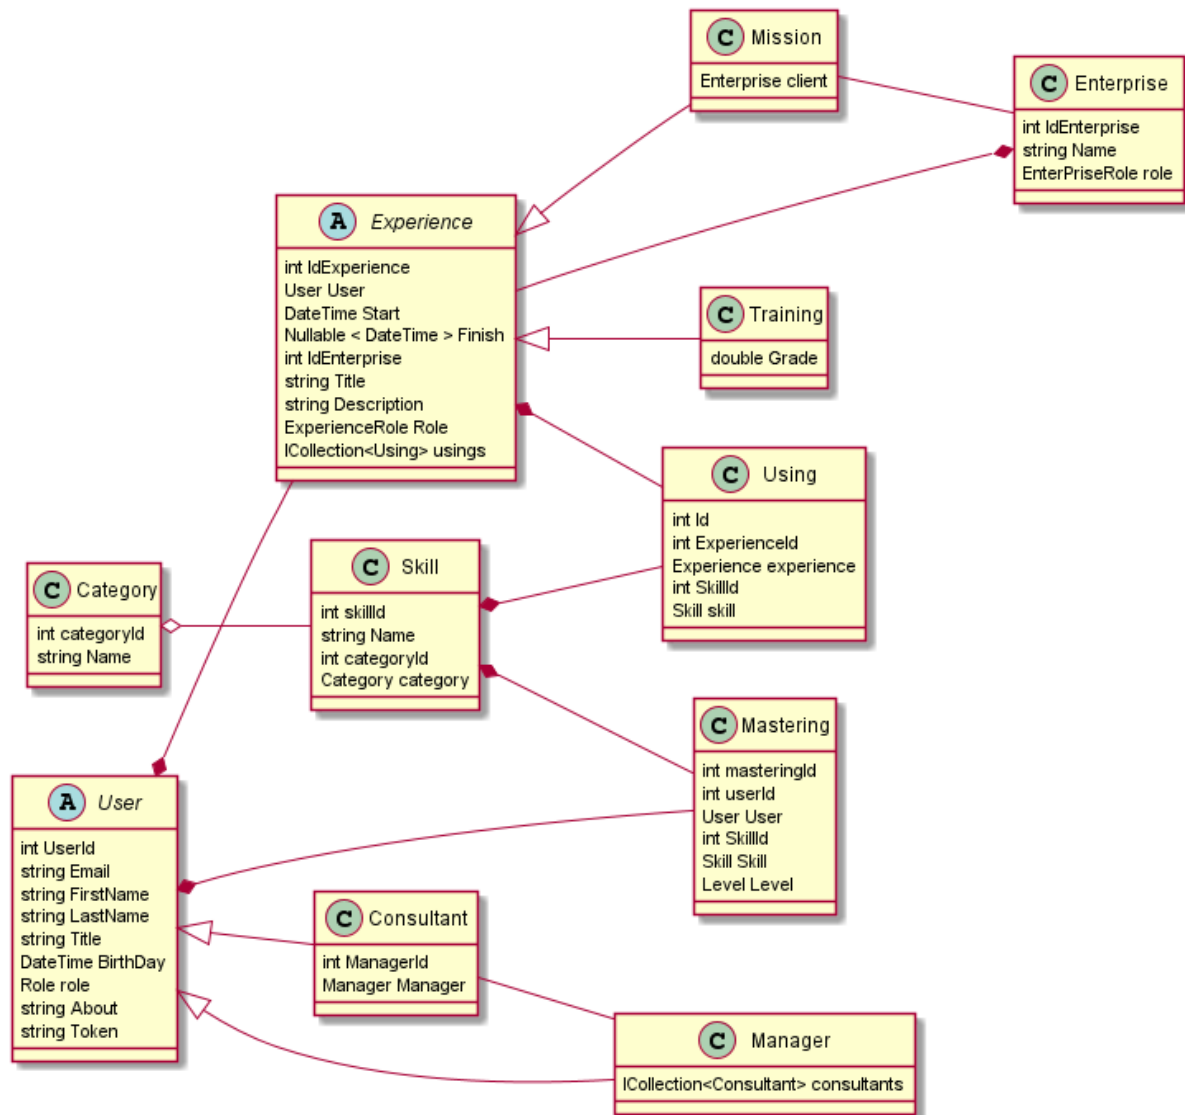 C Mission
Enterprise client
C Enterprise
int IdEnterprise
string Name
EnterPriseRole role
A Experience
int IdExperience
User User
DateTime Start
Nullable < DateTime > Finish
int IdEnterprise
string Title
string Description
ExperienceRole Role
ICollection<Using> usings
C Training
double Grade
C Using
int Id
int ExperienceId
Experience experience
int SkillId
Skill skill
C Category
int categoryId
string Name
C Skill
int skillId
string Name
int categoryId
Category category
C Mastering
int masteringId
int userId
User User
int SkillId
Skill Skill
Level Level
A User
int UserId
string Email
string FirstName
string LastName
string Title
DateTime BirthDay
Role role
string About
string Token
C Consultant
int ManagerId
Manager Manager
C Manager
ICollection<Consultant> consultants